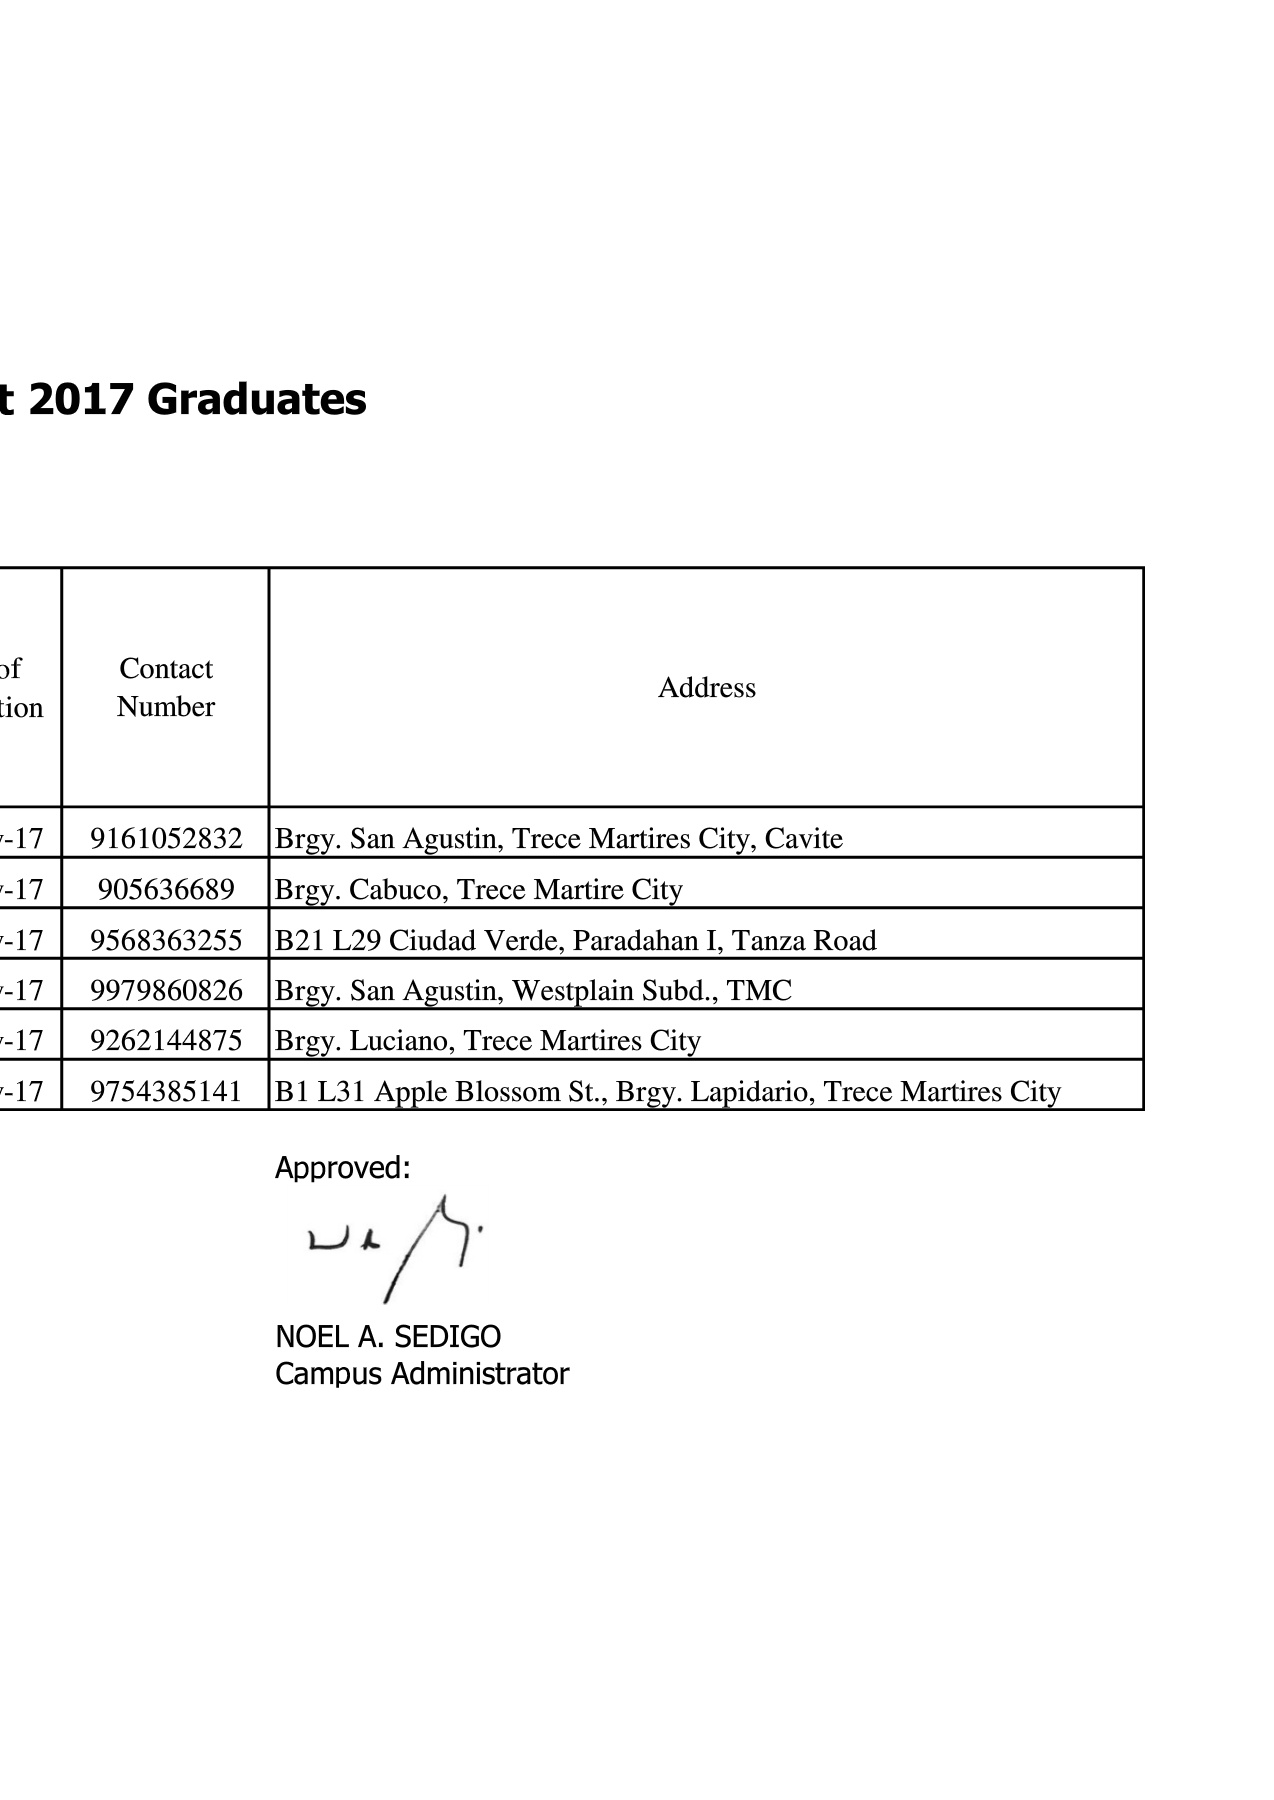 t 2017 Graduates
of
tion
Contact
Number
Address
y-17 9161052832 Brgy. San Agustin, Trece Martires City, Cavite
y-17 905636689 Brgy. Cabuco, Trece Martire City
y-17 9568363255 B21 L29 Ciudad Verde, Paradahan I, Tanza Road
y-17 9979860826 Brgy. San Agustin, Westplain Subd., TMC
y-17 9262144875 Brgy. Luciano, Trece Martires City
y-17 9754385141 B1 L31 Apple Blossom St., Brgy. Lapidario, Trece Martires City
Approved:
NOEL A. SEDIGO
Campus Administrator